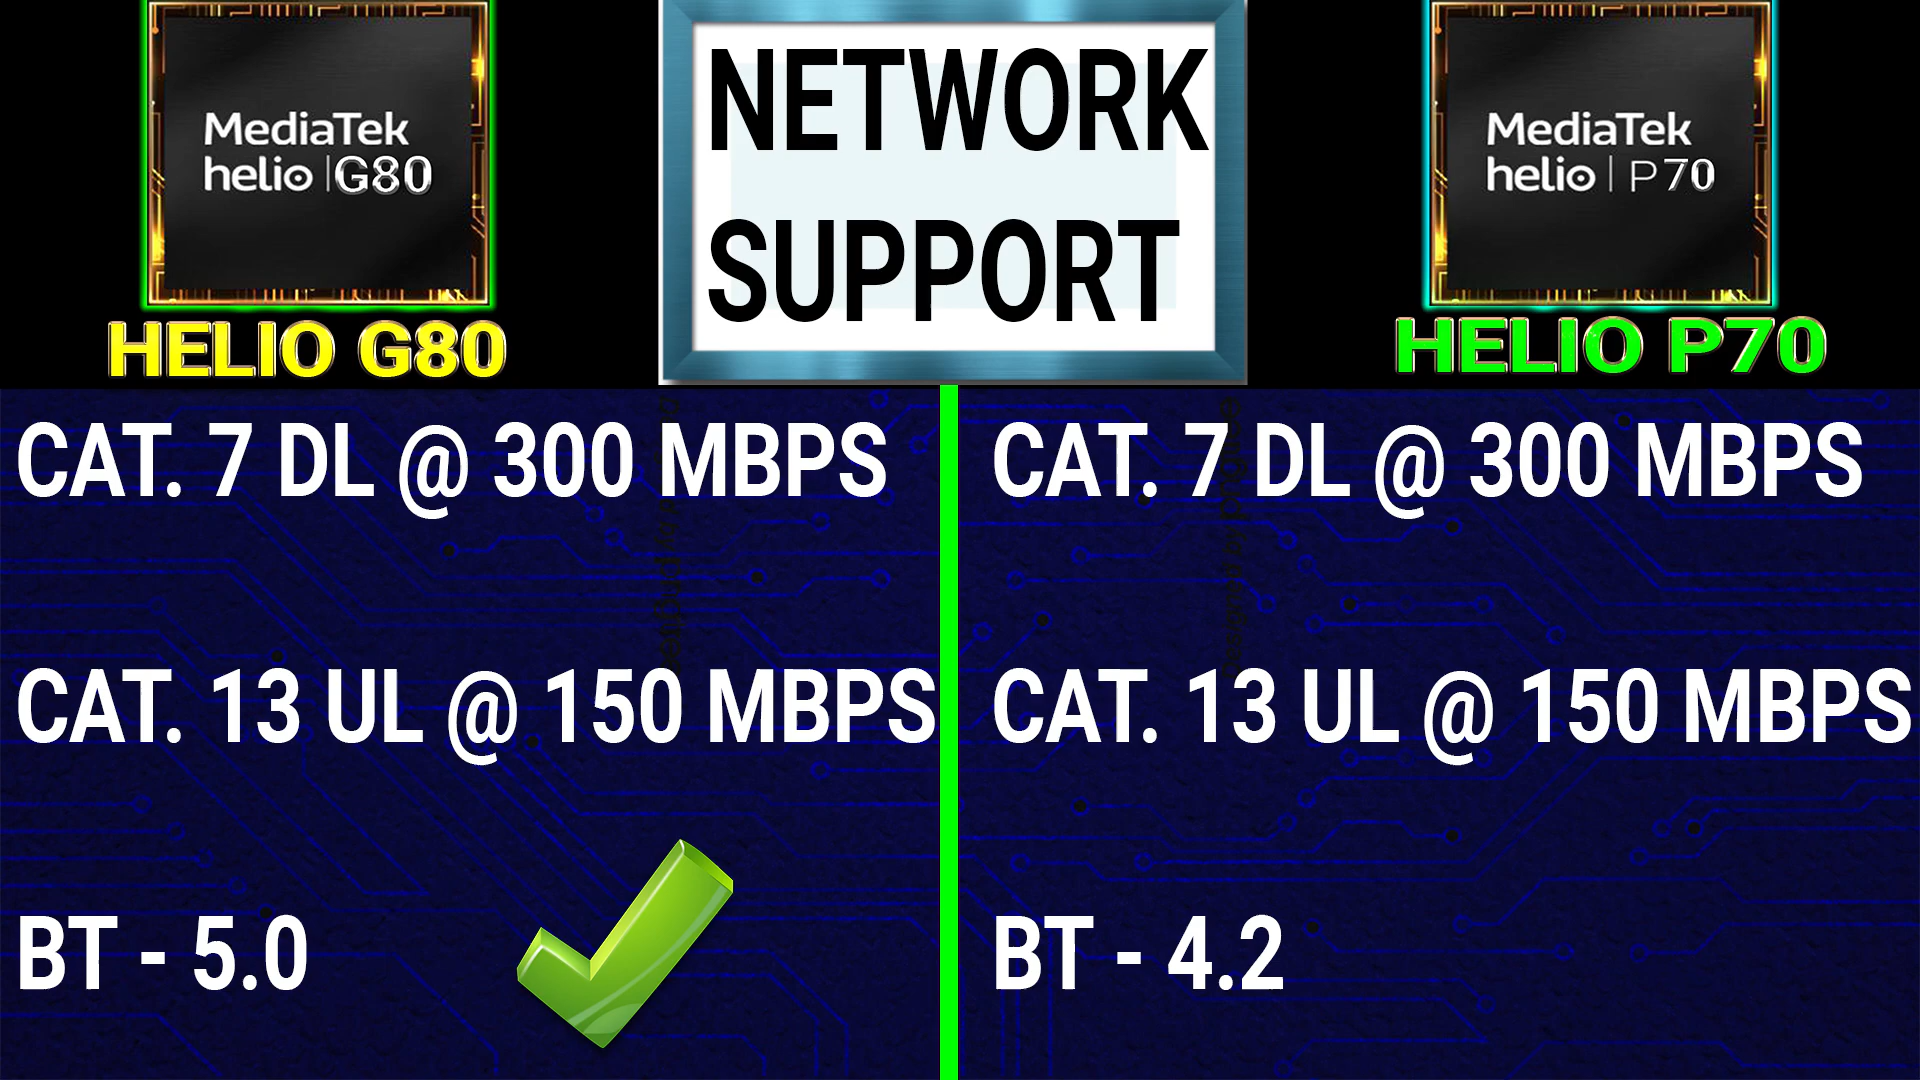 MediaTek
helio | G80
HELIO G80
NETWORK
SUPPORT
MediaTek
helio | P70
HELIO P70
CAT. 7 DL @ 300 MBPS
CAT. 13 UL @ 150 MBPS
BT - 5.0
CAT. 7 DL @ 300 MBPS
CAT. 13 UL @ 150 MBPS
BT - 4.2